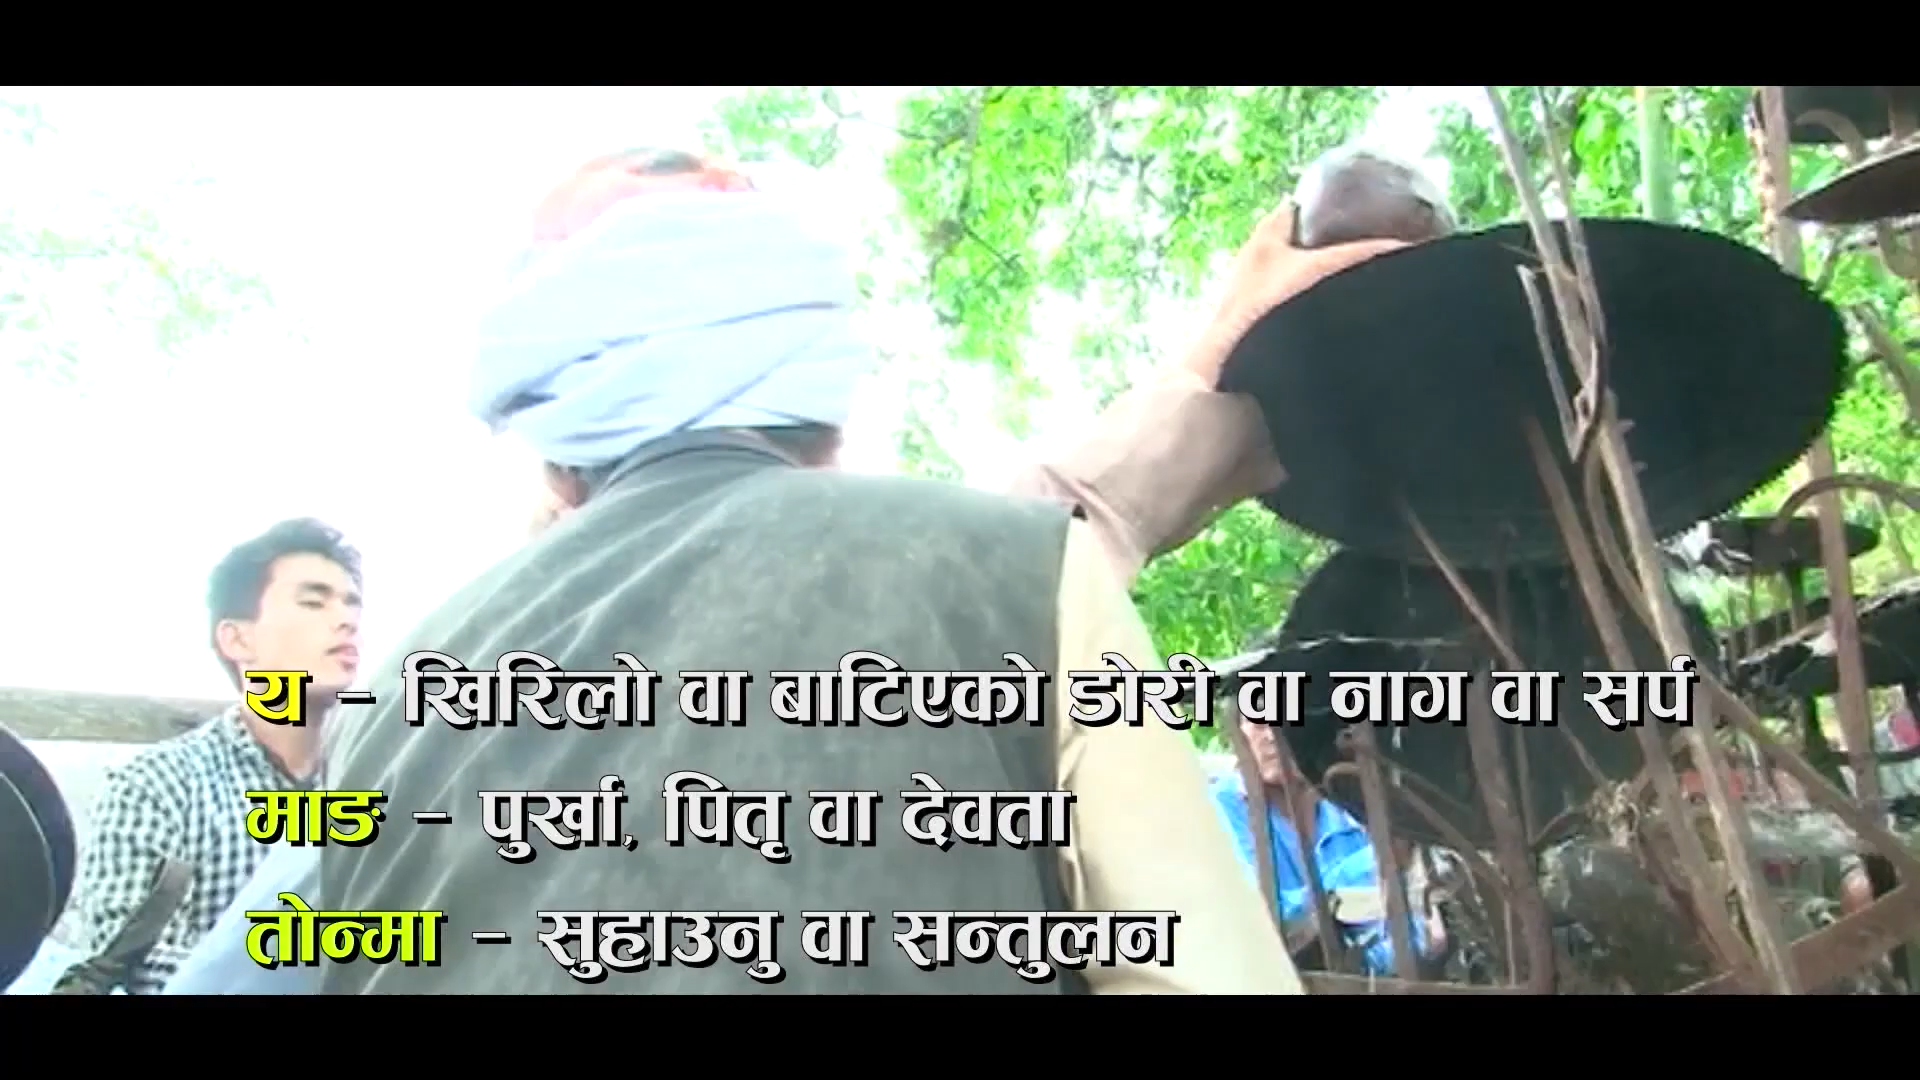 य - खिरिलो वा बाटिएको डोरी वा नाग वा सर्प
माङ - पुर्खा, पितृ वा देवता
तोन्मा - सुहाउनु वा सन्तुलन